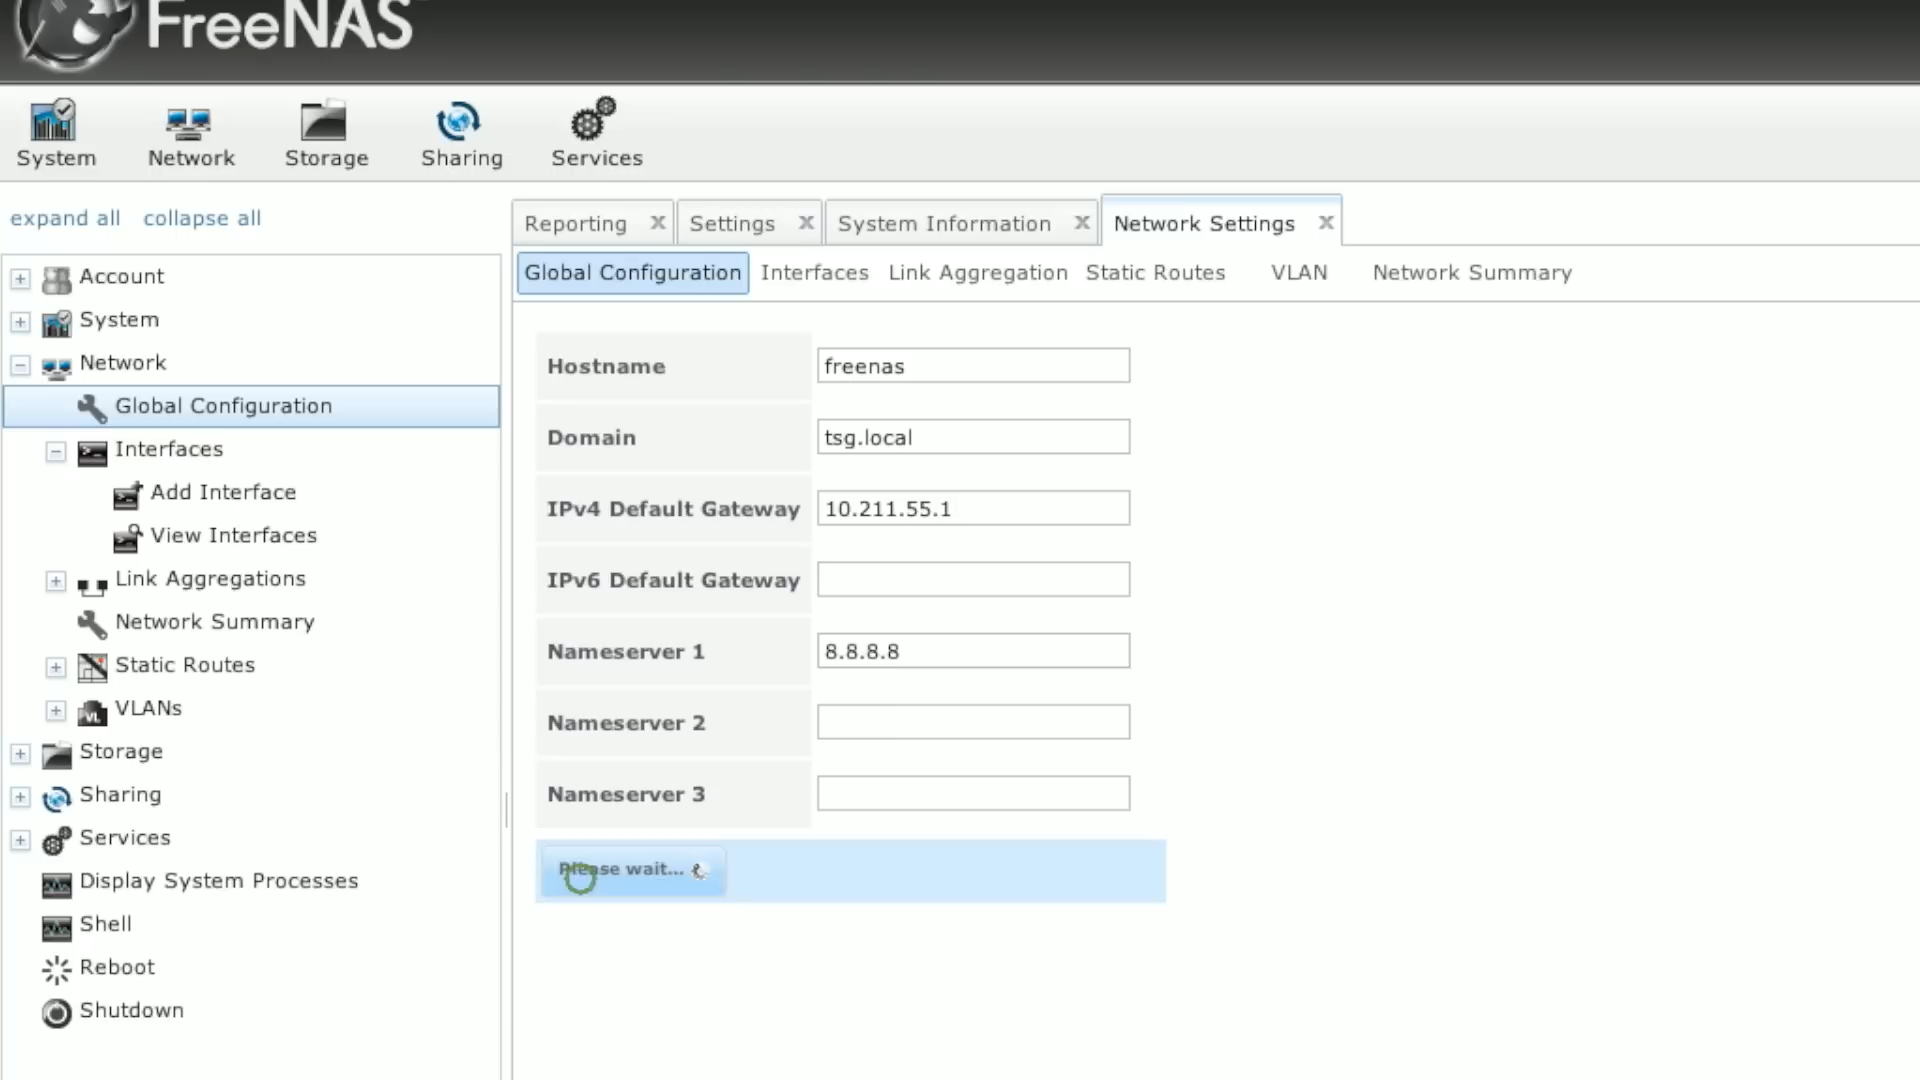 FreeNAS
System Network Storage Sharing Services
expand all collapse all
Reporting X Settings X System Information X Network Settings X
Global Configuration Interfaces Link Aggregation Static Routes VLAN Network Summary
Account
System
Network
Global Configuration
Interfaces
Add Interface
View Interfaces
Link Aggregations
Network Summary
Static Routes
VLANs
Storage
Sharing
Services
Display System Processes
Shell
Reboot
Shutdown
Hostname freenas
Domain tsg.local
IPv4 Default Gateway 10.211.55.1
IPv6 Default Gateway
Nameserver 1 8.8.8.8
Nameserver 2
Nameserver 3
Please wait...